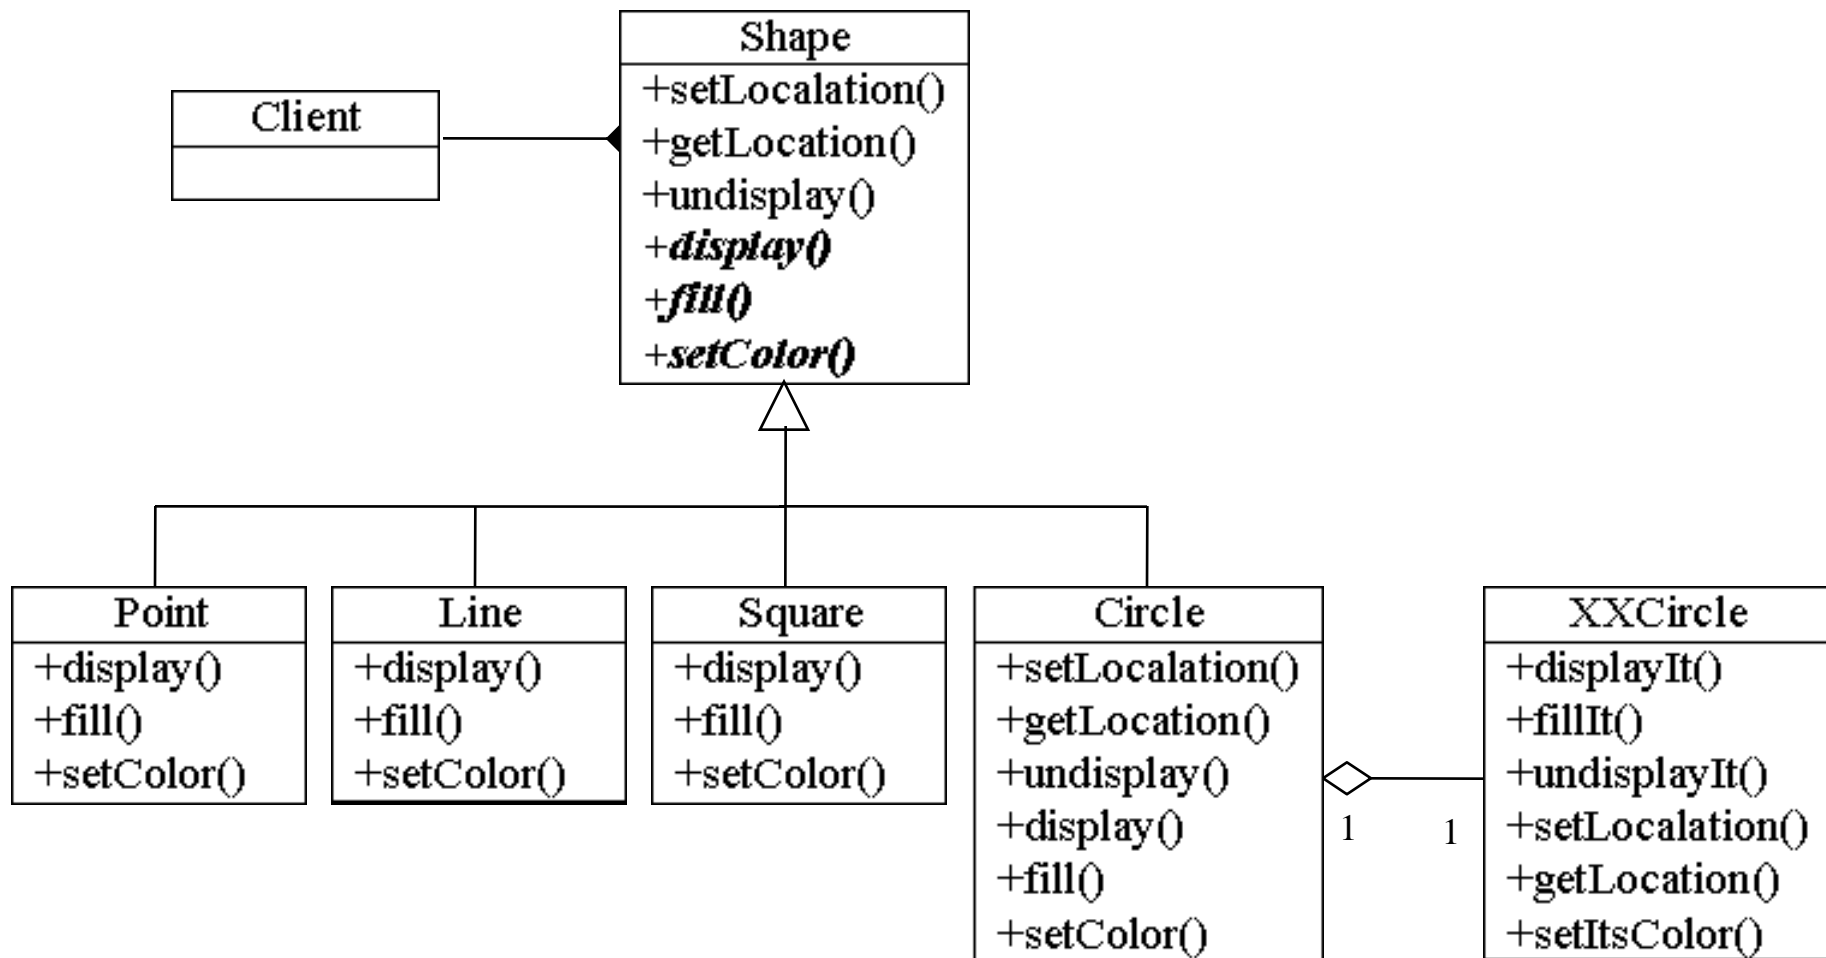 Shape
+setLocalation()
+getLocation()
+undisplay()
+display()
+fill()
+setColor()
Client
Point
+display()
+fill()
+setColor()
Line
+display()
+fill()
+setColor()
Square
+display()
+fill()
+setColor()
Circle
+setLocalation()
+getLocation()
+undisplay()
+display()
+fill()
+setColor()
1
1
XXCircle
+displayIt()
+fillIt()
+undisplayIt()
+setLocalation()
+getLocation()
+setItsColor()